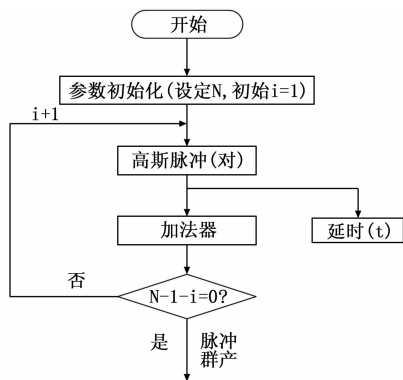 开始
参数初始化(设定N,初始i=1)
i+1
高斯脉冲(对)
加法器
延时(t)
否
N-1-i=0?
是
脉冲
群产